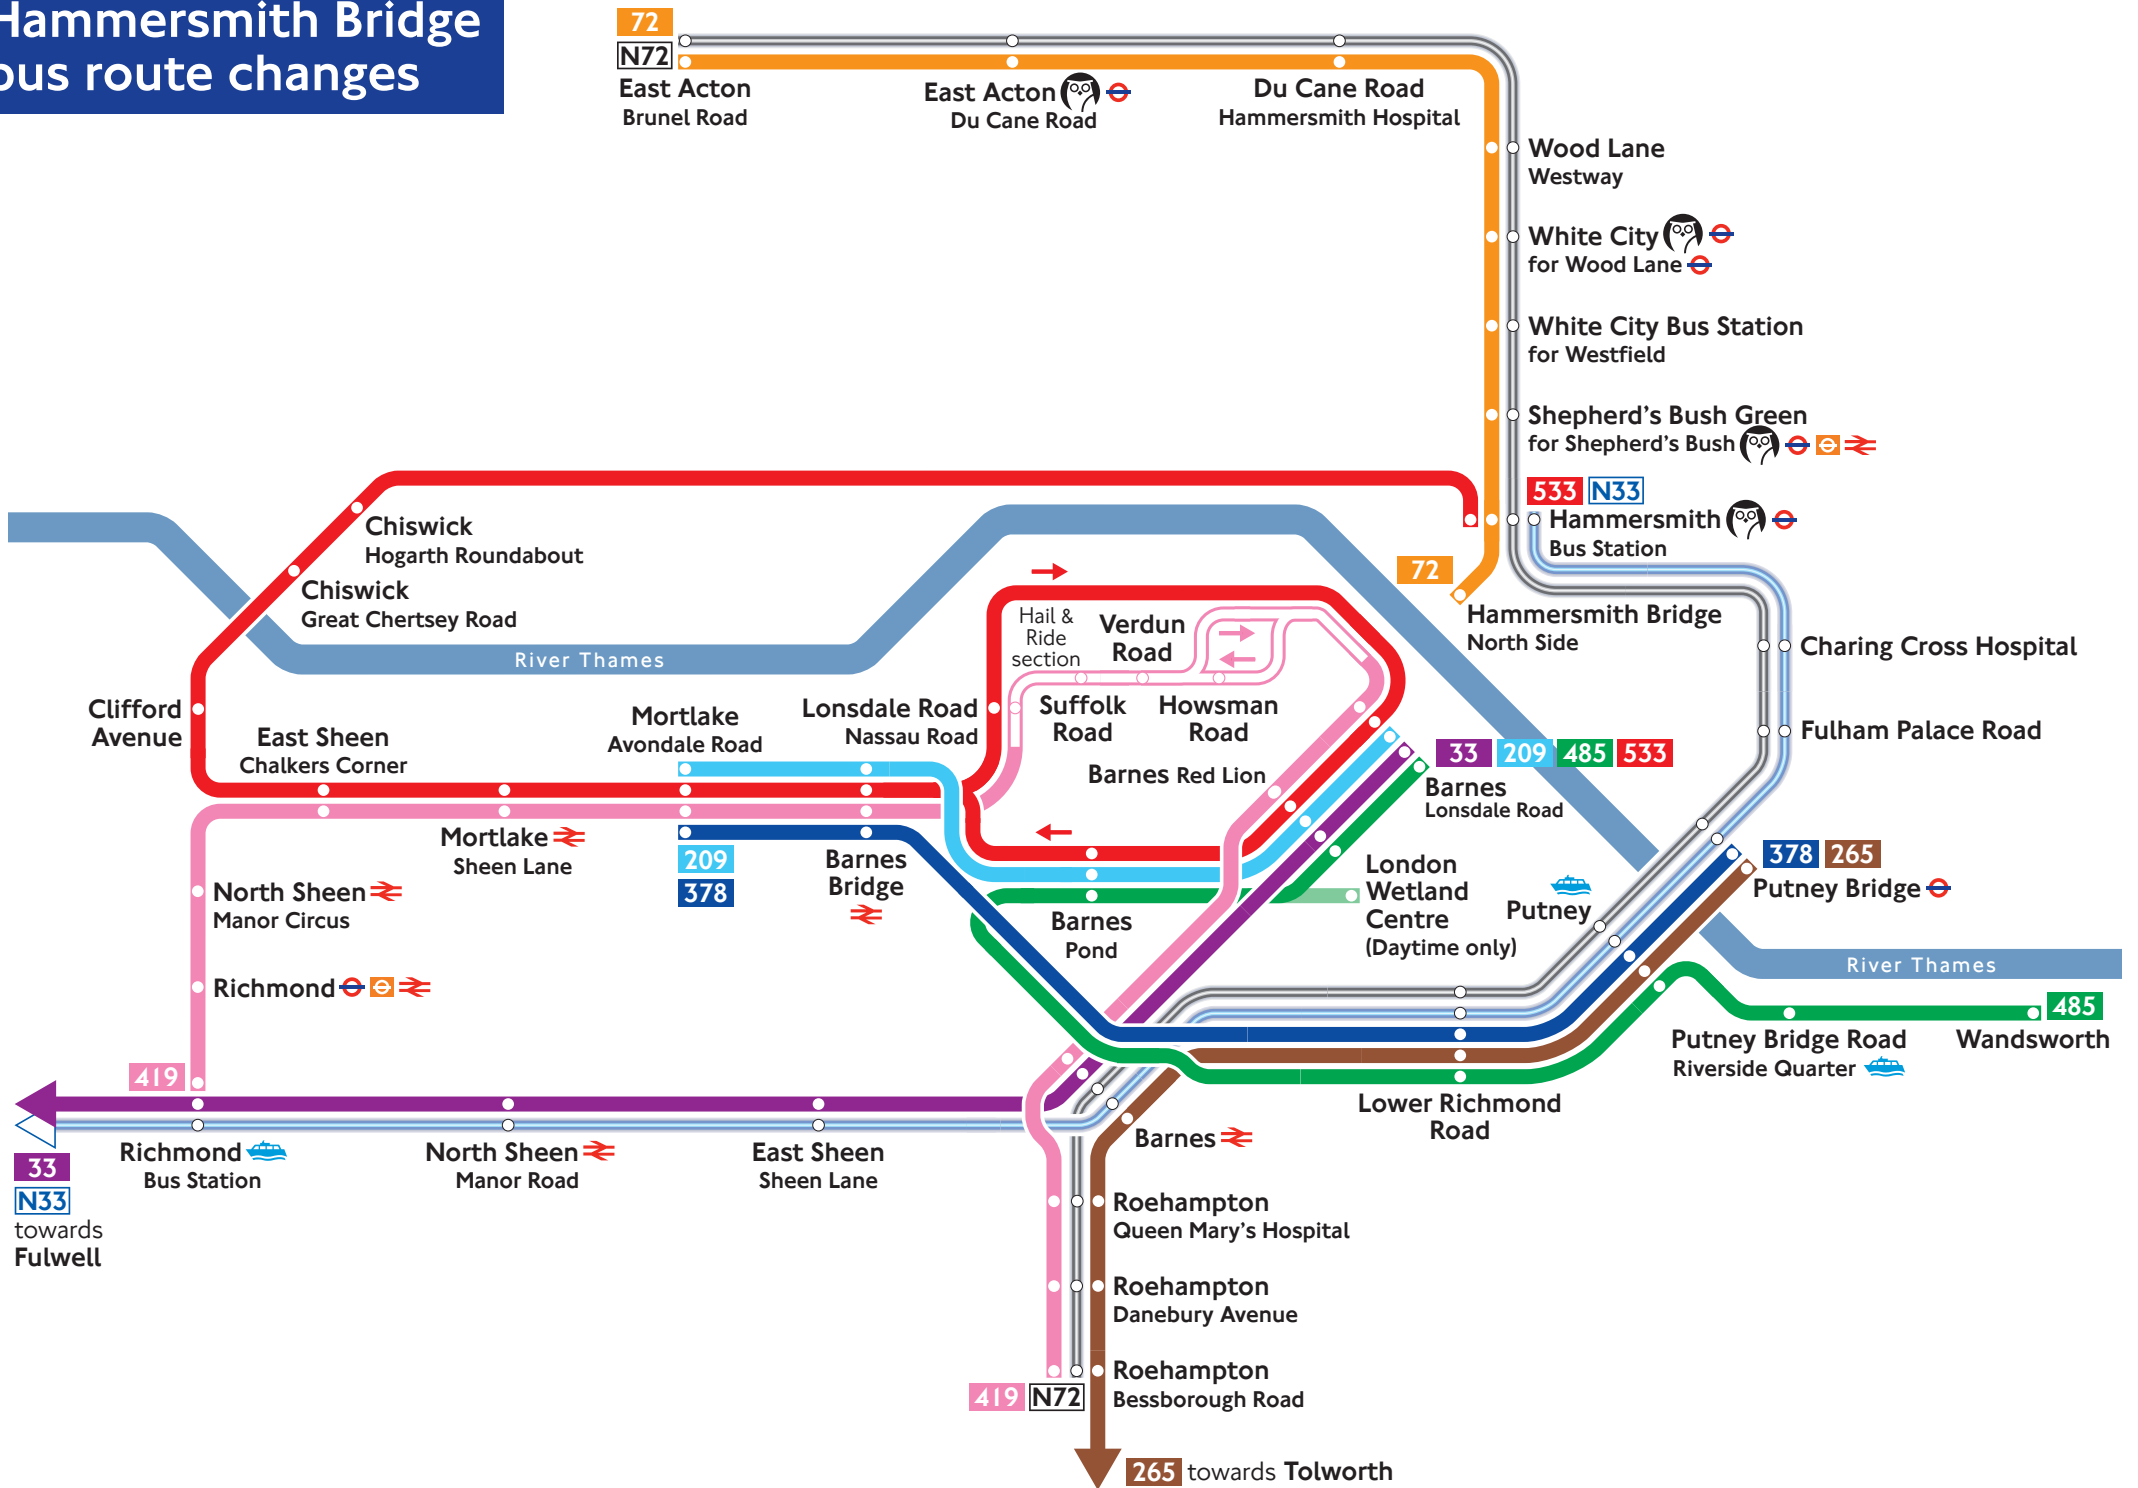 Hammersmith Bridge
bus route changes
72
N72
East Acton
Brunel Road
East Acton
Du Cane Road
Du Cane Road
Hammersmith Hospital
Wood Lane
Westway
White City
for Wood Lane
White City Bus Station
for Westfield
Shepherd's Bush Green
for Shepherd's Bush
533 N33
Hammersmith
Bus Station
72
Hammersmith Bridge
North Side
Chiswick
Hogarth Roundabout
Chiswick
Great Chertsey Road
River Thames
Hail &
Ride
section
Verdun
Road
Charing Cross Hospital
Fulham Palace Road
Clifford
Avenue
East Sheen
Chalkers Corner
Mortlake
Avondale Road
Lonsdale Road
Nassau Road
Suffolk
Road
Howsman
Road
Barnes Red Lion
33 209 485 533
Barnes
Lonsdale Road
Mortlake
Sheen Lane
209
378
Barnes
Bridge
North Sheen
Manor Circus
Richmond
Barnes
Pond
London
Wetland
Centre
(Daytime only)
Putney
378 265
Putney Bridge
River Thames
485
Putney Bridge Road
Riverside Quarter
Wandsworth
419
Lower Richmond
Road
Richmond
Bus Station
North Sheen
Manor Road
East Sheen
Sheen Lane
Barnes
33
N33
towards
Fulwell
Roehampton
Queen Mary's Hospital
Roehampton
Danebury Avenue
Roehampton
Bessborough Road
419 N72
265 towards Tolworth